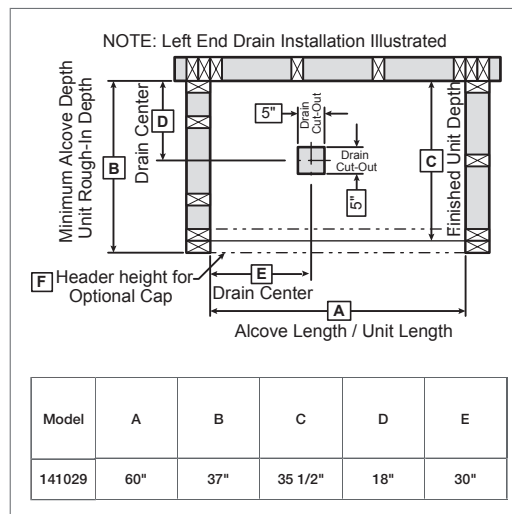 NOTE: Left End Drain Installation Illustrated
Minimum Alcove Depth
Unit Rough-In Depth
B
Drain Center
D
5"
Drain
Cut-Out
Drain
Cut-Out
5"
C
Finished Unit Depth
F Header height for
Optional Cap
E
Drain Center
A
Alcove Length / Unit Length
Model A B C D E
141029 60" 37" 35 1/2" 18" 30"